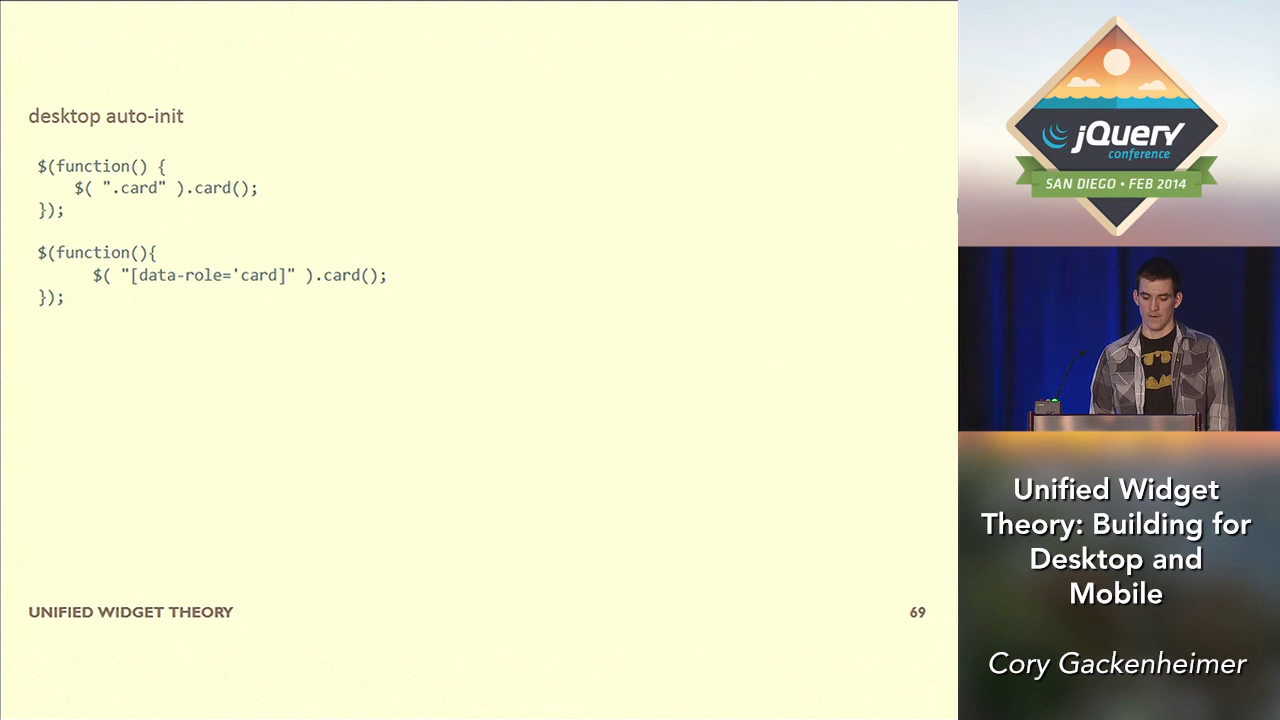 desktop auto-init
$(function() {
$( ".card" ).card();
});
$(function(){
$( "[data-role='card]" ).card();
});
UNIFIED WIDGET THEORY
69
jQuery
conference
SAN DIEGO • FEB 2014
Unified Widget
Theory: Building for
Desktop and
Mobile
Cory Gackenheimer